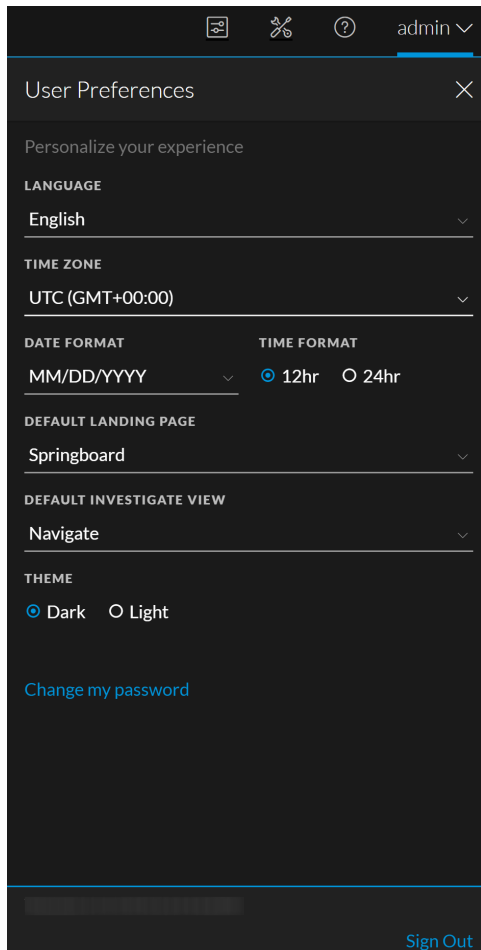 admin
User Preferences
Personalize your experience
LANGUAGE
English
TIME ZONE
UTC (GMT+00:00)
DATE FORMAT TIME FORMAT
MM/DD/YYYY 12hr 24hr
DEFAULT LANDING PAGE
Springboard
DEFAULT INVESTIGATE VIEW
Navigate
THEME
Dark Light
Change my password
Sign Out